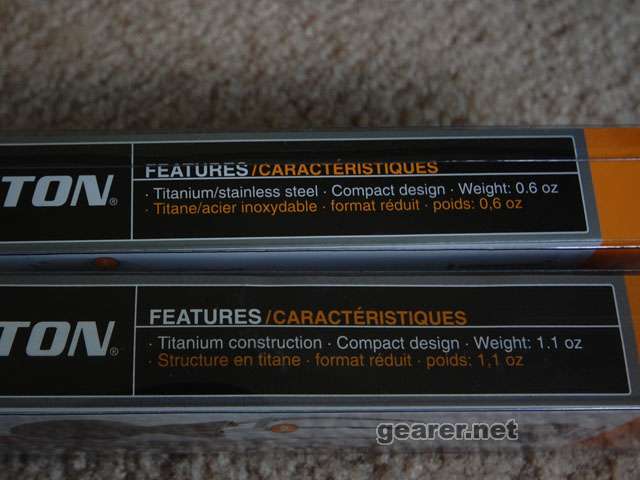 TON®
FEATURES/CARACTÉRISTIQUES
· Titanium/stainless steel · Compact design · Weight: 0.6 oz
· Titane/acier inoxydable · format réduit · poids: 0,6 oz
TON®
FEATURES/CARACTÉRISTIQUES
· Titanium construction · Compact design · Weight: 1.1 oz
· Structure en titane · format réduit · poids: 1,1 oz
gearer.net